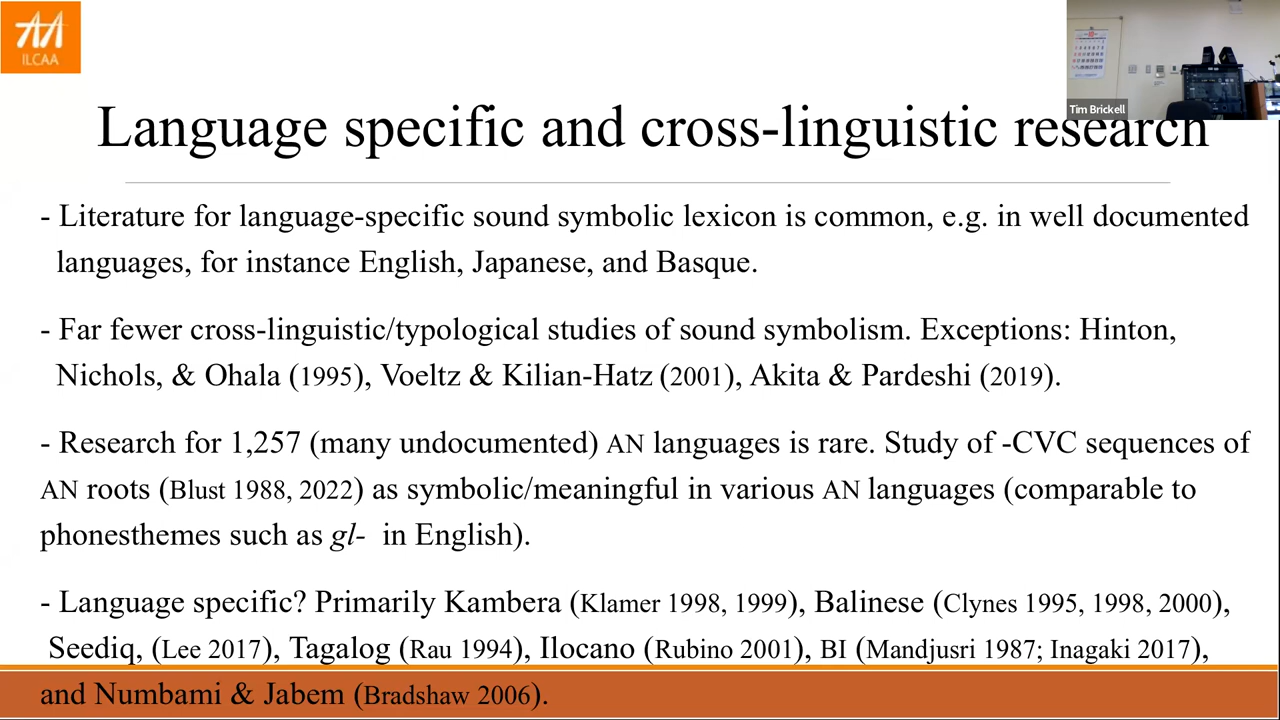 ILCAA
Tim Brickell
Language specific and cross-linguistic research
- Literature for language-specific sound symbolic lexicon is common, e.g. in well documented
languages, for instance English, Japanese, and Basque.
- Far fewer cross-linguistic/typological studies of sound symbolism. Exceptions: Hinton,
Nichols, & Ohala (1995), Voeltz & Kilian-Hatz (2001), Akita & Pardeshi (2019).
- Research for 1,257 (many undocumented) AN languages is rare. Study of -CVC sequences of
AN roots (Blust 1988, 2022) as symbolic/meaningful in various AN languages (comparable to
phonesthemes such as gl- in English).
- Language specific? Primarily Kambera (Klamer 1998, 1999), Balinese (Clynes 1995, 1998, 2000),
Seediq, (Lee 2017), Tagalog (Rau 1994), Ilocano (Rubino 2001), BI (Mandjusri 1987; Inagaki 2017),
and Numbami & Jabem (Bradshaw 2006).